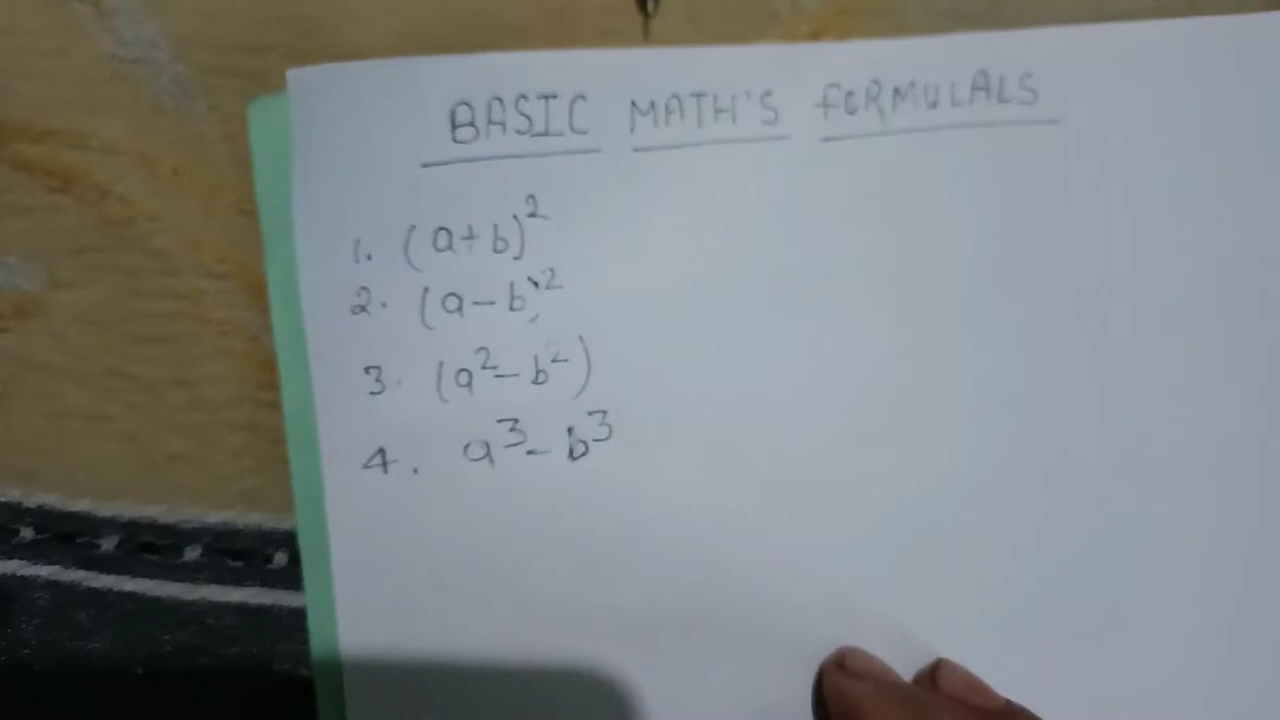 BASIC MATH'S FORMULALS
1. (a+b)²
2. (a-b)²
3. (a²-b²)
4. a³-b³